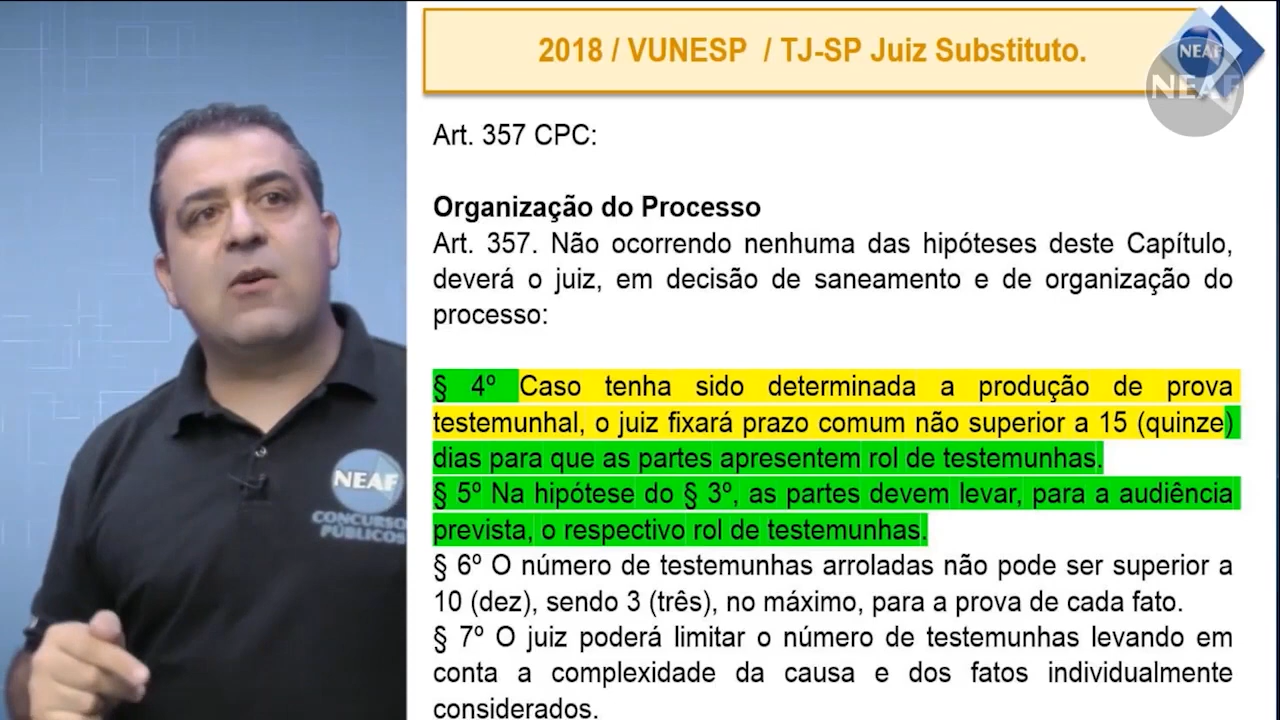 2018 / VUNESP / TJ-SP Juiz Substituto.
NEAF
NEAF
Art. 357 CPC:
Organização do Processo
Art. 357. Não ocorrendo nenhuma das hipóteses deste Capítulo,
deverá o juiz, em decisão de saneamento e de organização do
processo:
§ 4º Caso tenha sido determinada a produção de prova
testemunhal, o juiz fixará prazo comum não superior a 15 (quinze)
dias para que as partes apresentem rol de testemunhas.
§ 5º Na hipótese do § 3º, as partes devem levar, para a audiência
prevista, o respectivo rol de testemunhas.
§ 6º O número de testemunhas arroladas não pode ser superior a
10 (dez), sendo 3 (três), no máximo, para a prova de cada fato.
§ 7º O juiz poderá limitar o número de testemunhas levando em
conta a complexidade da causa e dos fatos individualmente
considerados.
NEAF
CONCURSO
PÚBLICOS